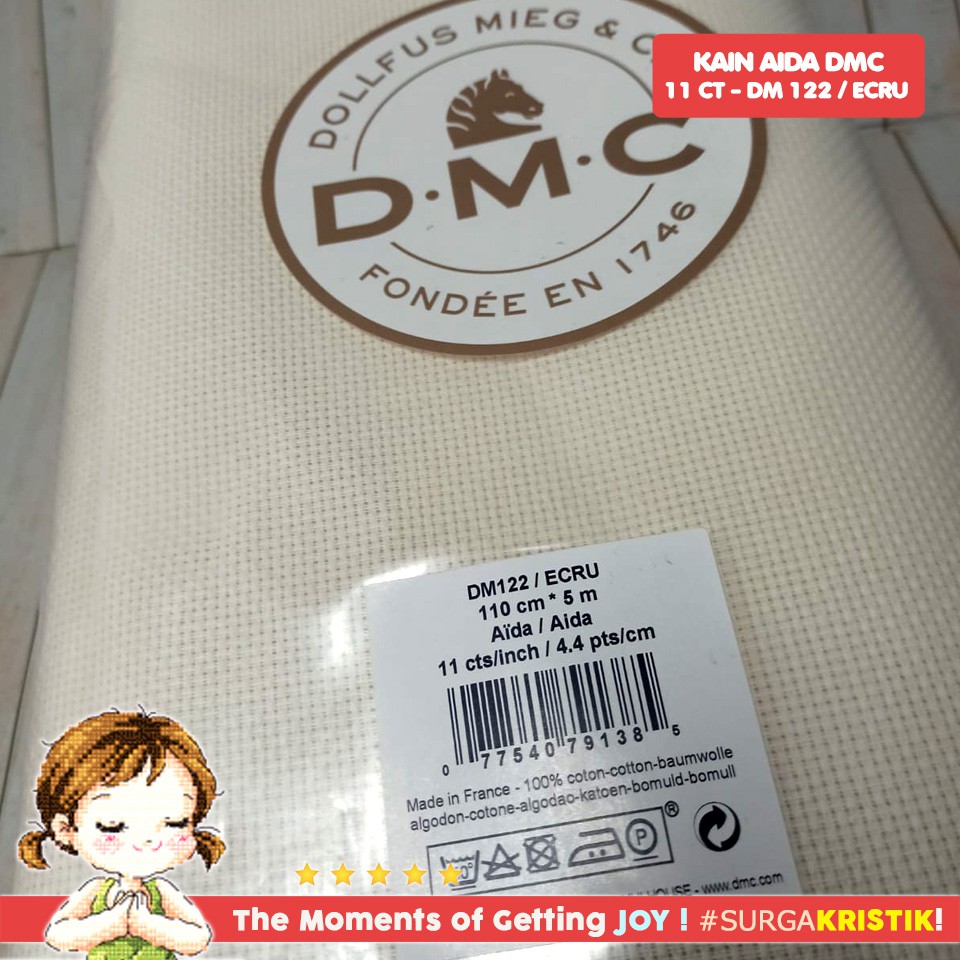 DOLLFUS MIEG &
D·M·C
FONDÉE EN 1746
KAIN AIDA DMC
11 CT - DM 122 / ECRU
DM122 / ECRU
110 cm * 5 m
Aïda / Aida
11 cts/inch / 4.4 pts/cm
0 77540 79138 5
Made in France - 100% coton-cotton-baumwolle
algodon-cotone-algodao-katoen-bomuld-bomull
P ®
- www.dmc.com
The Moments of Getting JOY ! #SURGAKRISTIK!